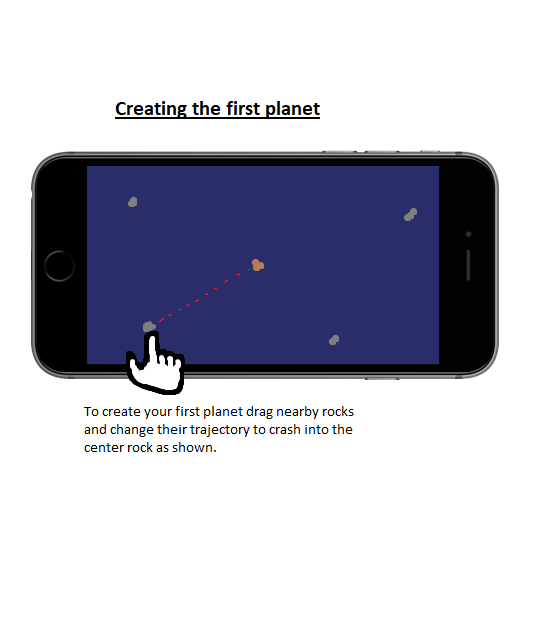 Creating the first planet
To create your first planet drag nearby rocks
and change their trajectory to crash into the
center rock as shown.